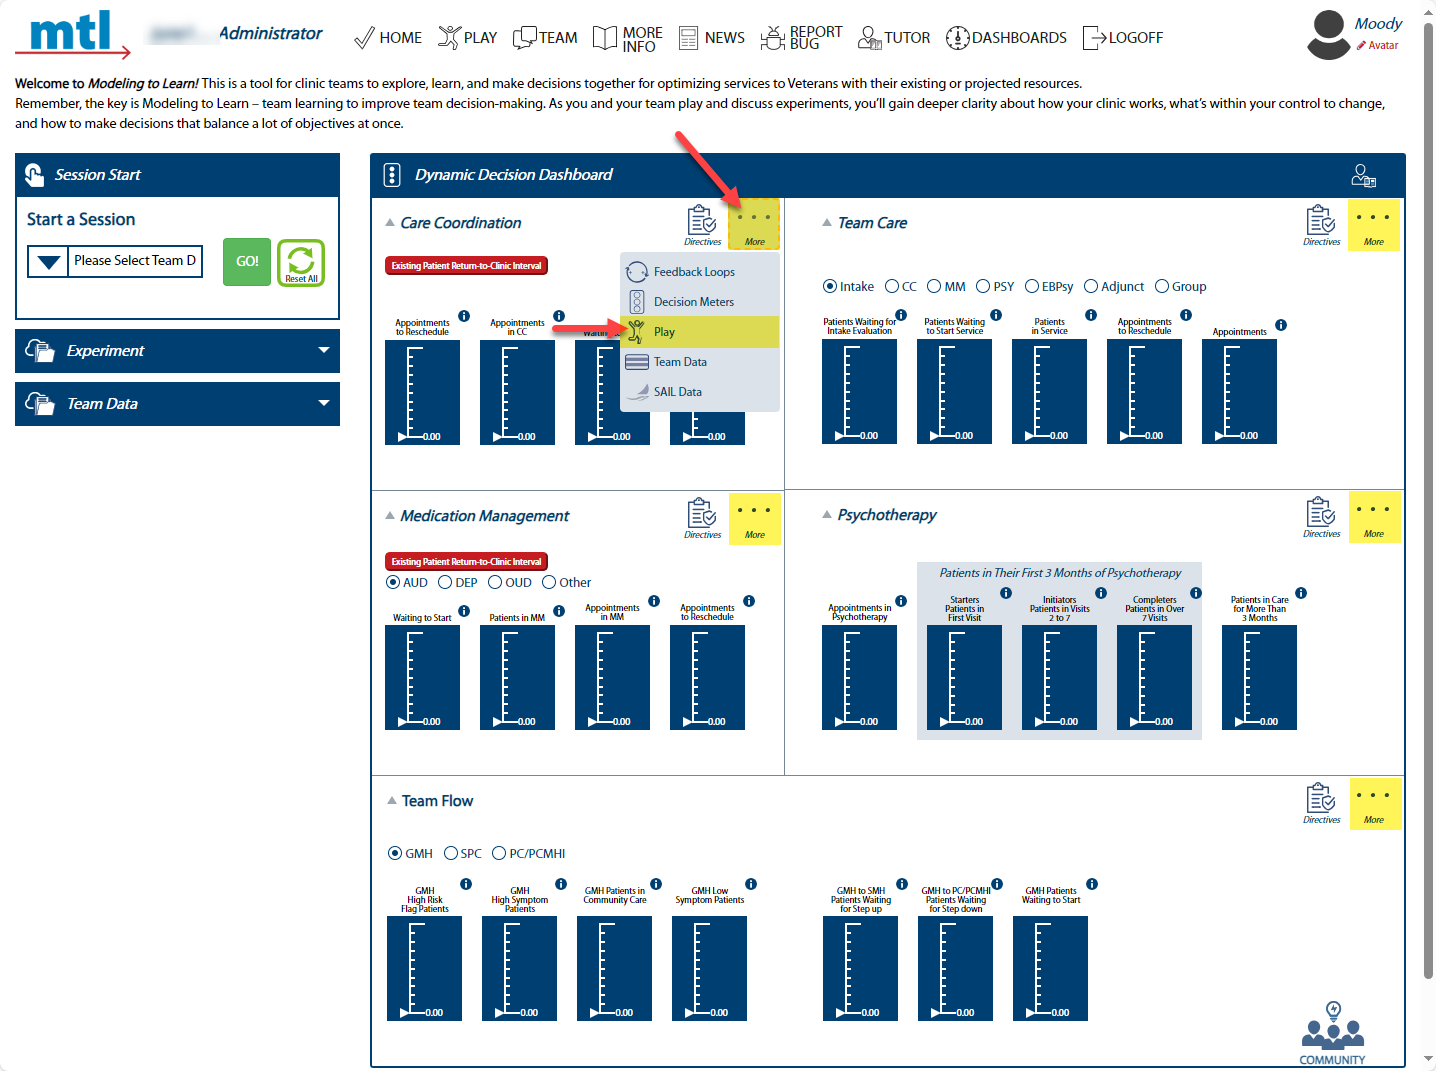 mtl
Administrator
HOME
PLAY
TEAM
MORE INFO
NEWS
REPORT BUG
TUTOR
DASHBOARDS
LOGOFF
Moody
Avatar
Welcome to Modeling to Learn! This is a tool for clinic teams to explore, learn, and make decisions together for optimizing services to Veterans with their existing or projected resources.
Remember, the key is Modeling to Learn – team learning to improve team decision-making. As you and your team play and discuss experiments, you'll gain deeper clarity about how your clinic works, what's within your control to change,
and how to make decisions that balance a lot of objectives at once.
Session Start
Start a Session
Please Select Team D
GO!
Reset All
Experiment
Team Data
Dynamic Decision Dashboard
Care Coordination
Directives
More
Existing Patient Return-to-Clinic Interval
Feedback Loops
Decision Meters
Play
Team Data
SAIL Data
Appointments
to Reschedule
Appointments
in CC
0.00
0.00
0.00
0.00
Team Care
Directives
More
Intake CC MM PSY EBPsy Adjunct Group
Patients Waiting for
Intake Evaluation
Patients Waiting
to Start Service
Patients
in Service
Appointments
to Reschedule
Appointments
0.00
0.00
0.00
0.00
0.00
Medication Management
Directives
More
Existing Patient Return-to-Clinic Interval
AUD DEP OUD Other
Waiting to Start
Patients in MM
Appointments
in MM
Appointments
to Reschedule
0.00
0.00
0.00
0.00
Psychotherapy
Directives
More
Patients in Their First 3 Months of Psychotherapy
Appointments in
Psychotherapy
Starters
Patients in
First Visit
Initiators
Patients in Visits
2 to 7
Completers
Patients in Over
7 Visits
Patients in Care
for More Than
3 Months
0.00
0.00
0.00
0.00
0.00
Team Flow
Directives
More
GMH SPC PC/PCMHI
GMH
High Risk
Flag Patients
GMH
High Symptom
Patients
GMH Patients in
Community Care
GMH Low
Symptom Patients
GMH to SMH
Patients Waiting
for Step up
GMH to PC/PCMHI
Patients Waiting
for Step down
GMH Patients
Waiting to Start
0.00
0.00
0.00
0.00
0.00
0.00
0.00
COMMUNITY